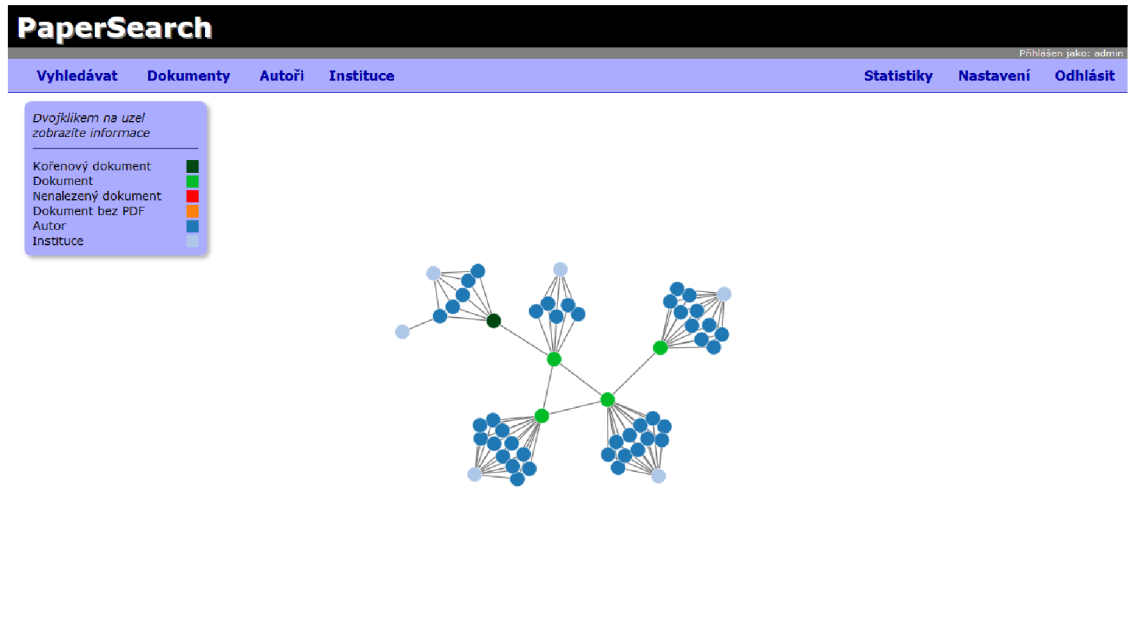 PaperSearch
Přihlášen jako: admin
Vyhledávat Dokumenty Autoři Instituce Statistiky Nastavení Odhlásit
Dvojklikem na uzel
zobrazíte informace
Kořenový dokument
Dokument
Nenalezený dokument
Dokument bez PDF
Autor
Instituce